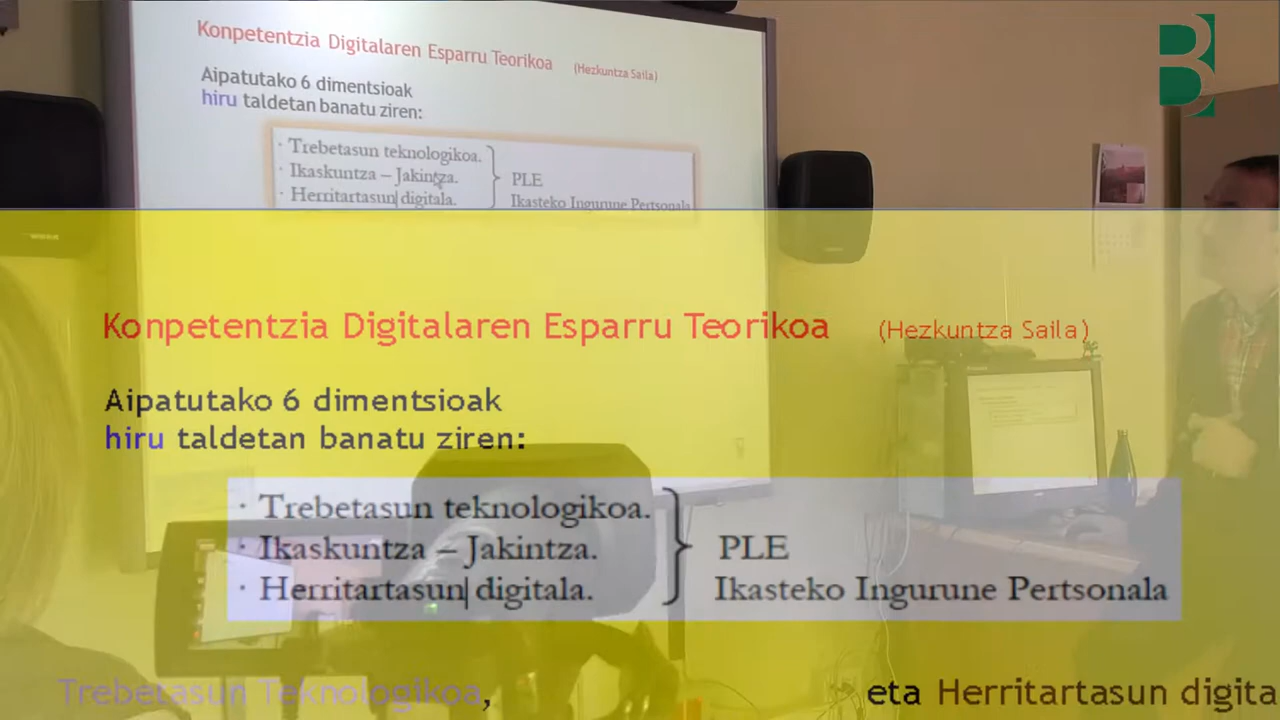 Konpetentzia Digitalaren Esparru Teorikoa (Hezkuntza Saila)
Aipatutako 6 dimentsioak
hiru taldetan banatu ziren:
· Trebetasun teknologikoa.
· Ikaskuntza – Jakintza.
· Herritartasun digitala.
PLE
Ikasteko Ingurune Pertsonala
B
Konpetentzia Digitalaren Esparru Teorikoa (Hezkuntza Saila)
Aipatutako 6 dimentsioak
hiru taldetan banatu ziren:
· Trebetasun teknologikoa.
· Ikaskuntza – Jakintza.
· Herritartasun digitala.
PLE
Ikasteko Ingurune Pertsonala
Trebetasun Teknologikoa, eta Herritartasun digita